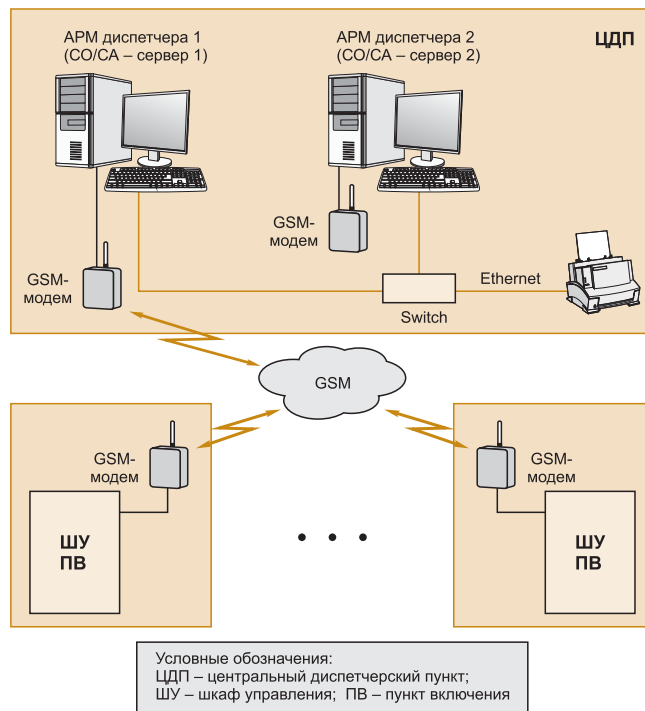 АРМ диспетчера 1
(СО/СА – сервер 1)
АРМ диспетчера 2
(СО/СА – сервер 2)
ЦДП
GSM-
модем
GSM-
модем
Ethernet
Switch
GSM
GSM-
модем
ШУ
ПВ
GSM-
модем
ШУ
ПВ
Условные обозначения:
ЦДП – центральный диспетчерский пункт;
ШУ – шкаф управления; ПВ – пункт включения